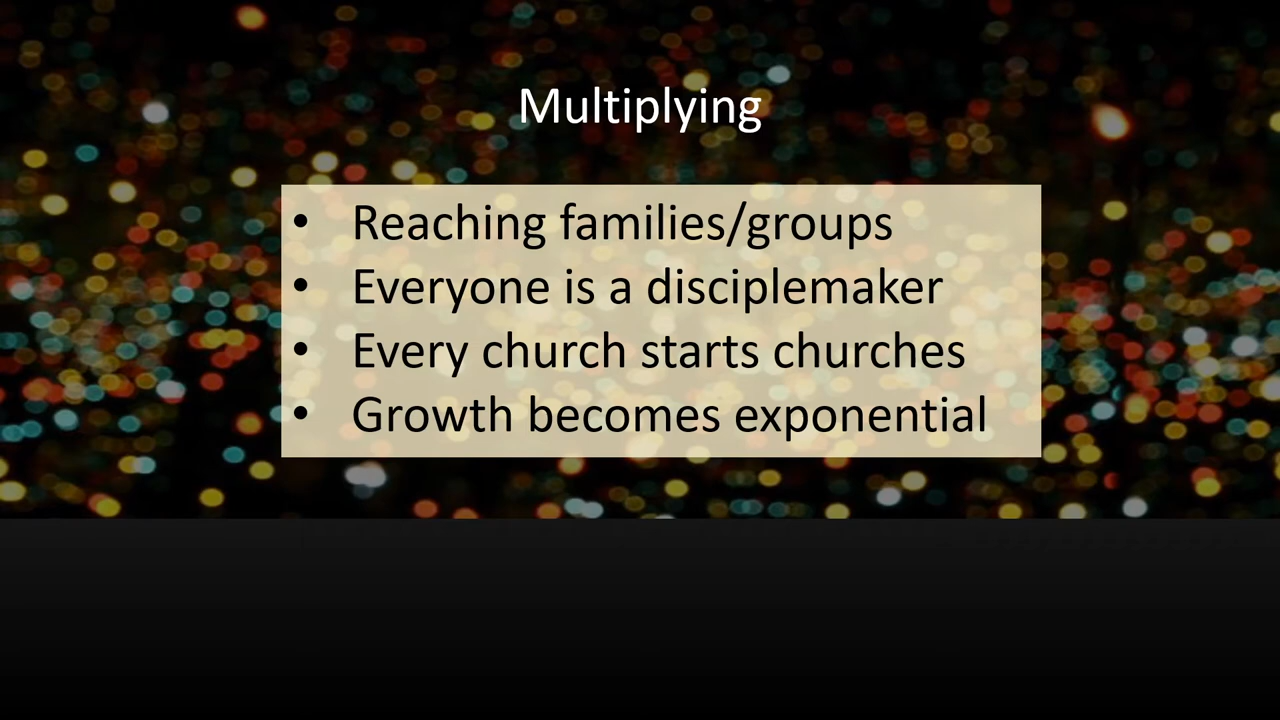 Multiplying
• Reaching families/groups
• Everyone is a disciplemaker
• Every church starts churches
• Growth becomes exponential